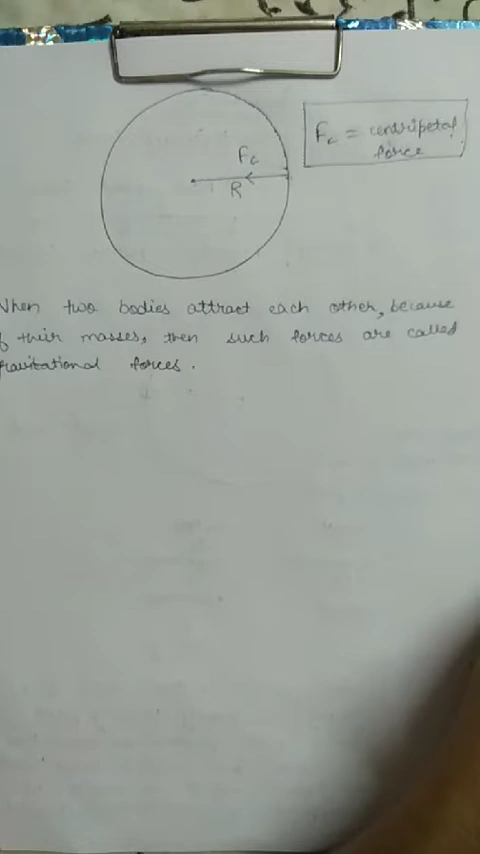 Fc
R
Fc = centripetal
force
When two bodies attract each other, because
f their masses, then such forces are called
gravitational forces.